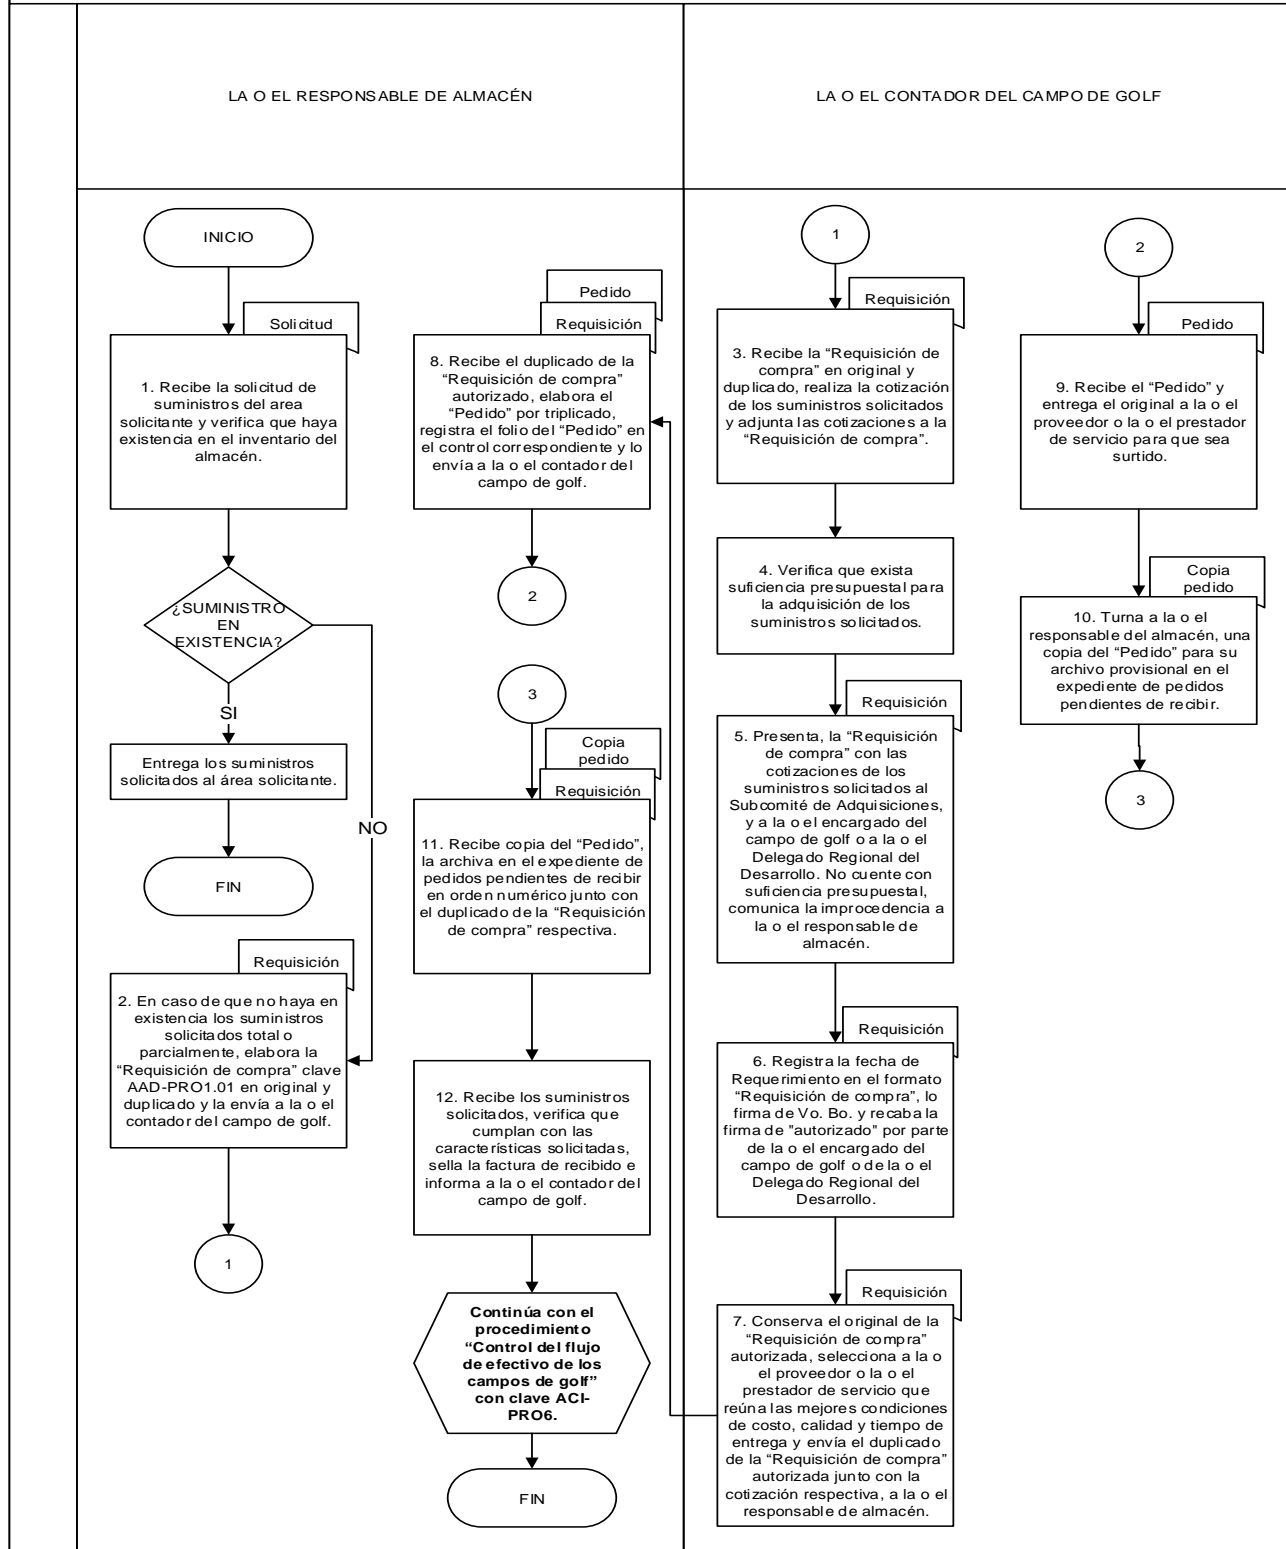 LA O EL RESPONSABLE DE ALMACÉN
LA O EL CONTADOR DEL CAMPO DE GOLF
INICIO
Solicitud
1. Recibe la solicitud de
suministros del area
solicitante y verifica que haya
existencia en el inventario del
almacén.
¿SUMINISTRO
EN
EXISTENCIA?
SI
NO
Entrega los suministros
solicitados al área solicitante.
FIN
Requisición
2. En caso de que no haya en
existencia los suministros
solicitados total o
parcialmente, elabora la
“Requisición de compra” clave
AAD-PRO1.01 en original y
duplicado y la envía a la o el
contador del campo de golf.
1
Pedido
Requisición
8. Recibe el duplicado de la
“Requisición de compra”
autorizado, elabora el
“Pedido” por triplicado,
registra el folio del “Pedido” en
el control correspondiente y lo
envía a la o el contador del
campo de golf.
2
3
Copia
pedido
Requisición
11. Recibe copia del “Pedido”,
la archiva en el expediente de
pedidos pendientes de recibir
en orden numérico junto con
el duplicado de la “Requisición
de compra” respectiva.
12. Recibe los suministros
solicitados, verifica que
cumplan con las
características solicitadas,
sella la factura de recibido e
informa a la o el contador del
campo de golf.
Continúa con el
procedimiento
“Control del flujo
de efectivo de los
campos de golf”
con clave ACI-
PRO6.
FIN
1
Requisición
3. Recibe la “Requisición de
compra” en original y
duplicado, realiza la cotización
de los suministros solicitados
y adjunta las cotizaciones a la
“Requisición de compra”.
4. Verifica que exista
suficiencia presupuestal para
la adquisición de los
suministros solicitados.
Requisición
5. Presenta, la “Requisición
de compra” con las
cotizaciones de los
suministros solicitados al
Subcomité de Adquisiciones,
y a la o el encargado del
campo de golf o a la o el
Delegado Regional del
Desarrollo. No cuente con
suficiencia presupuestal,
comunica la improcedencia a
la o el responsable de
almacén.
Requisición
6. Registra la fecha de
Requerimiento en el formato
“Requisición de compra”, lo
firma de Vo. Bo. y recaba la
firma de "autorizado" por parte
de la o el encargado del
campo de golf o de la o el
Delegado Regional del
Desarrollo.
Requisición
7. Conserva el original de la
“Requisición de compra”
autorizada, selecciona a la o
el proveedor o la o el
prestador de servicio que
reúna las mejores condiciones
de costo, calidad y tiempo de
entrega y envía el duplicado
de la “Requisición de compra”
autorizada junto con la
cotización respectiva, a la o el
responsable de almacén.
2
Pedido
9. Recibe el “Pedido” y
entrega el original a la o el
proveedor o la o el prestador
de servicio para que sea
surtido.
Copia
pedido
10. Turna a la o el
responsable del almacén, una
copia del “Pedido” para su
archivo provisional en el
expediente de pedidos
pendientes de recibir.
3